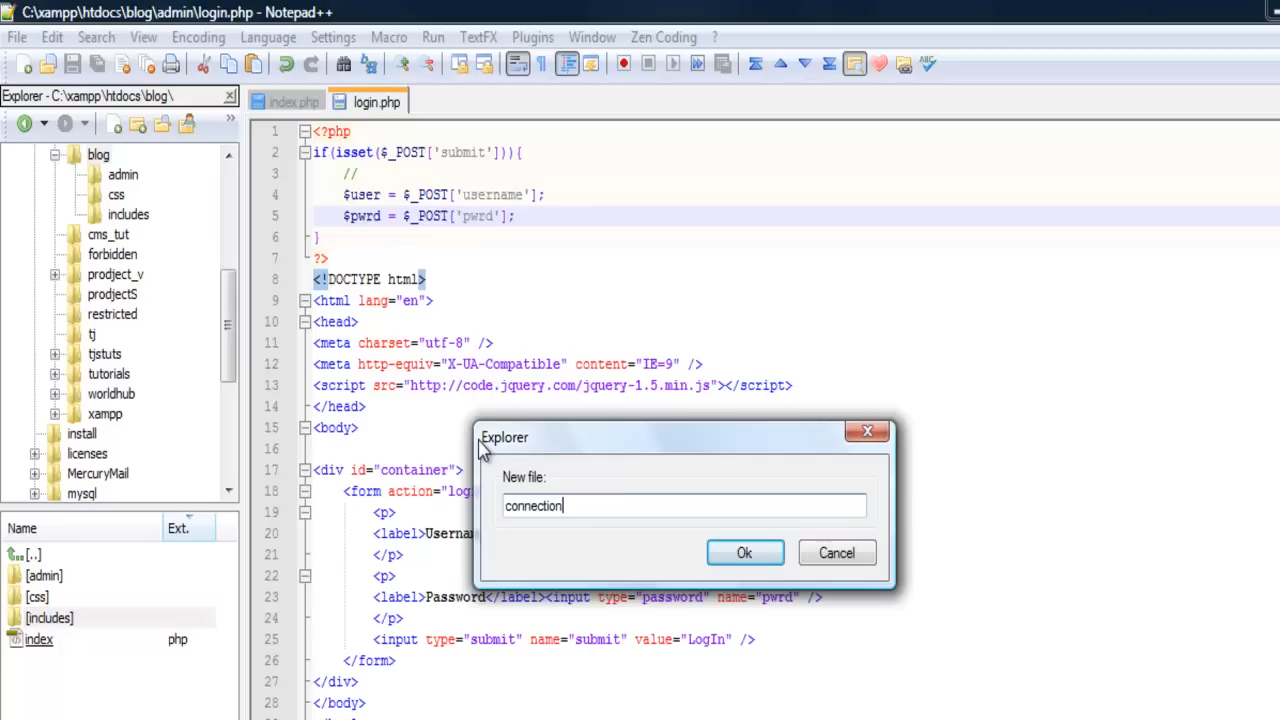 C:\xampp\htdocs\blog\admin\login.php - Notepad++
File Edit Search View Encoding Language Settings Macro Run TextFX Plugins Window Zen Coding ?
Explorer - C:\xampp\htdocs\blog\
index.php login.php
blog
admin
css
includes
cms_tut
forbidden
prodject_v
prodjectS
restricted
tj
tjstuts
tutorials
worldhub
xampp
install
licenses
MercuryMail
mysql
Name Ext.
[..]
[admin]
[css]
[includes]
index php
1 <?php
2 if(isset($_POST['submit'])){
3 //
4 $user = $_POST['username'];
5 $pwrd = $_POST['pwrd'];
6 }
7 ?>
8 <!DOCTYPE html>
9 <html lang="en">
10 <head>
11 <meta charset="utf-8" />
12 <meta http-equiv="X-UA-Compatible" content="IE=9" />
13 <script src="http://code.jquery.com/jquery-1.5.min.js"></script>
14 </head>
15 <body>
16
17 <div id="container">
18 <form action="log
19 <p>
20 <label>Userna
21 </p>
22 <p>
23 <label>Password</label><input type="password" name="pwrd" />
24 </p>
25 <input type="submit" name="submit" value="LogIn" />
26 </form>
27 </div>
28 </body>
Explorer
New file:
connection
Ok Cancel